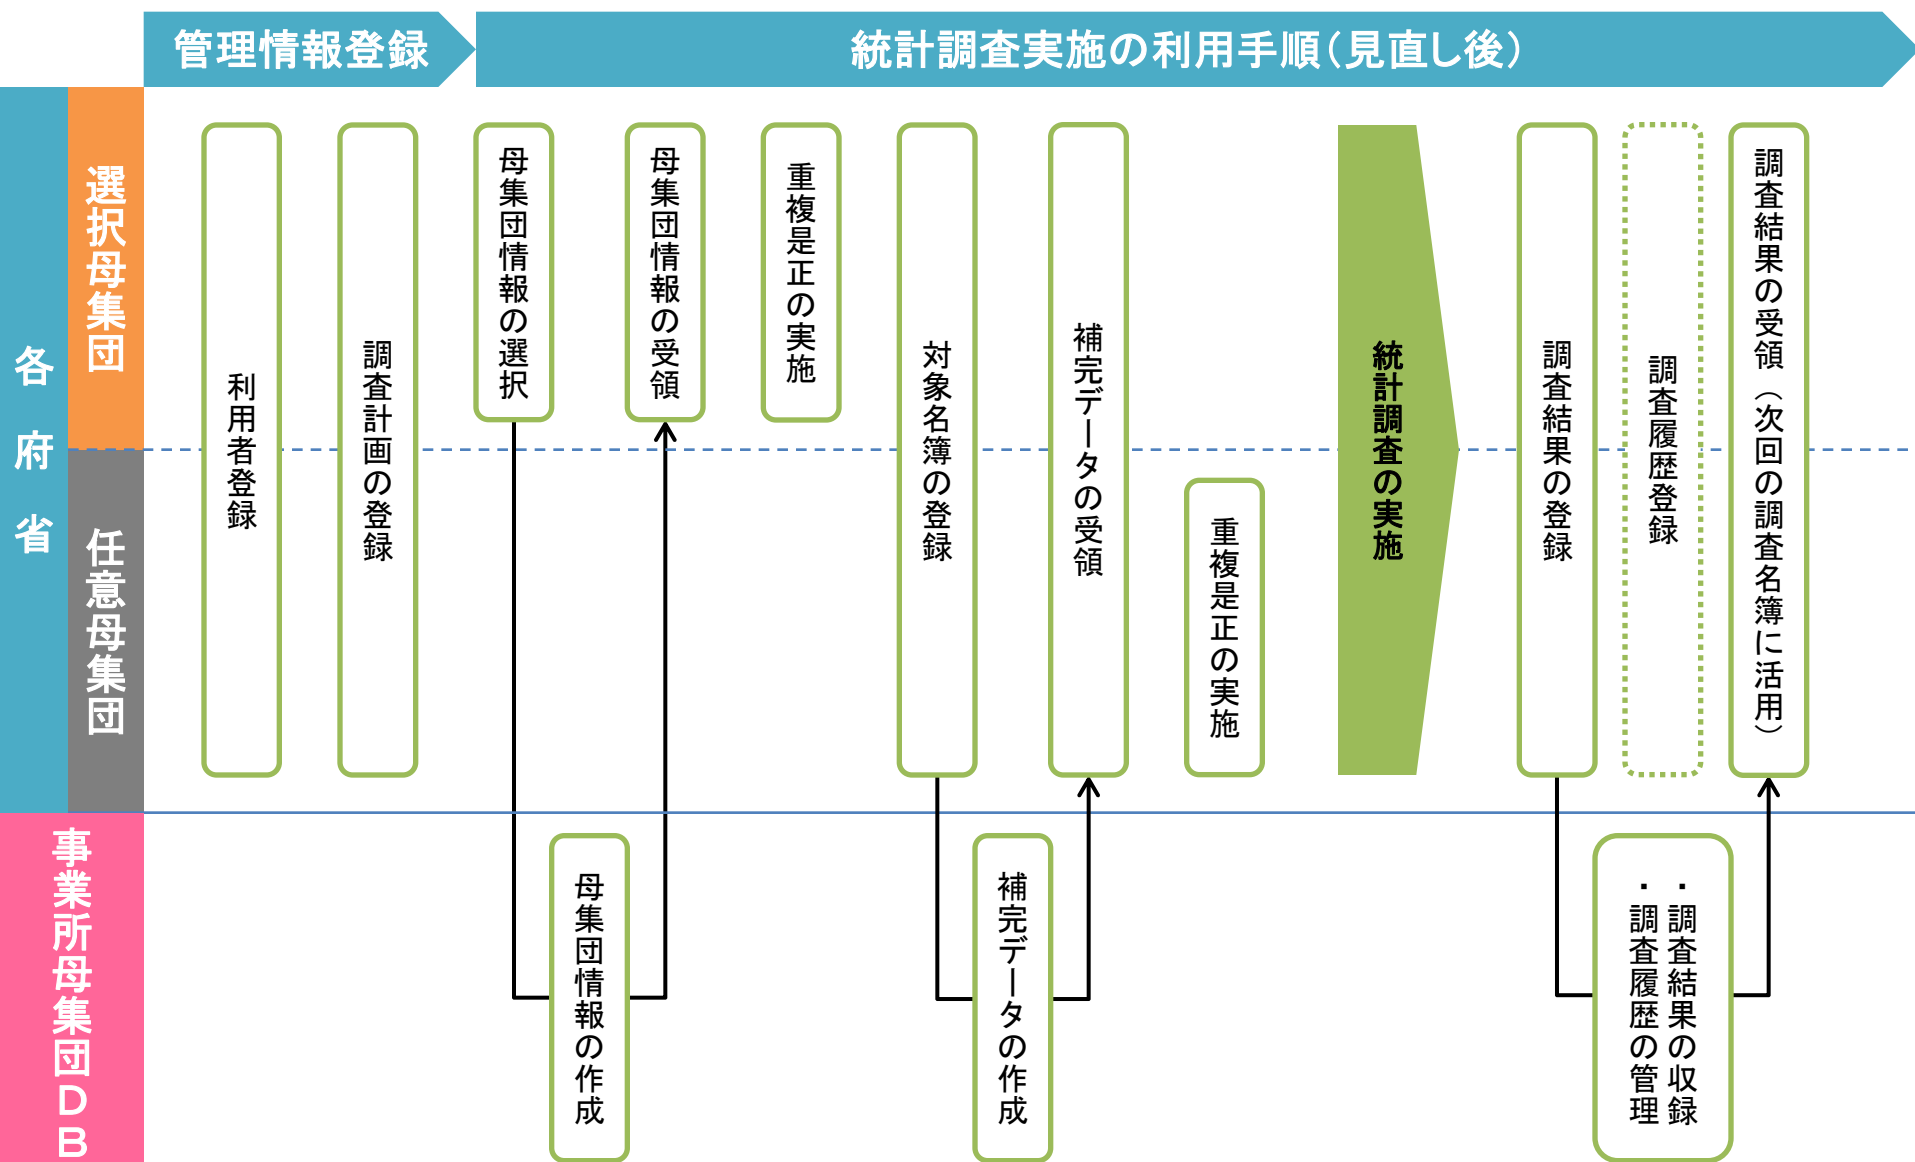 管理情報登録
統計調査実施の利用手順（見直し後）
各府省
選択母集団
任意母集団
事業所母集団ＤＢ
利用者登録
調査計画の登録
母集団情報の選択
母集団情報の作成
母集団情報の受領
重複是正の実施
対象名簿の登録
補完データの作成
補完データの受領
重複是正の実施
統計調査の実施
調査結果の登録
調査履歴登録
・調査結果の収録
・調査履歴の管理
調査結果の受領（次回の調査名簿に活用）